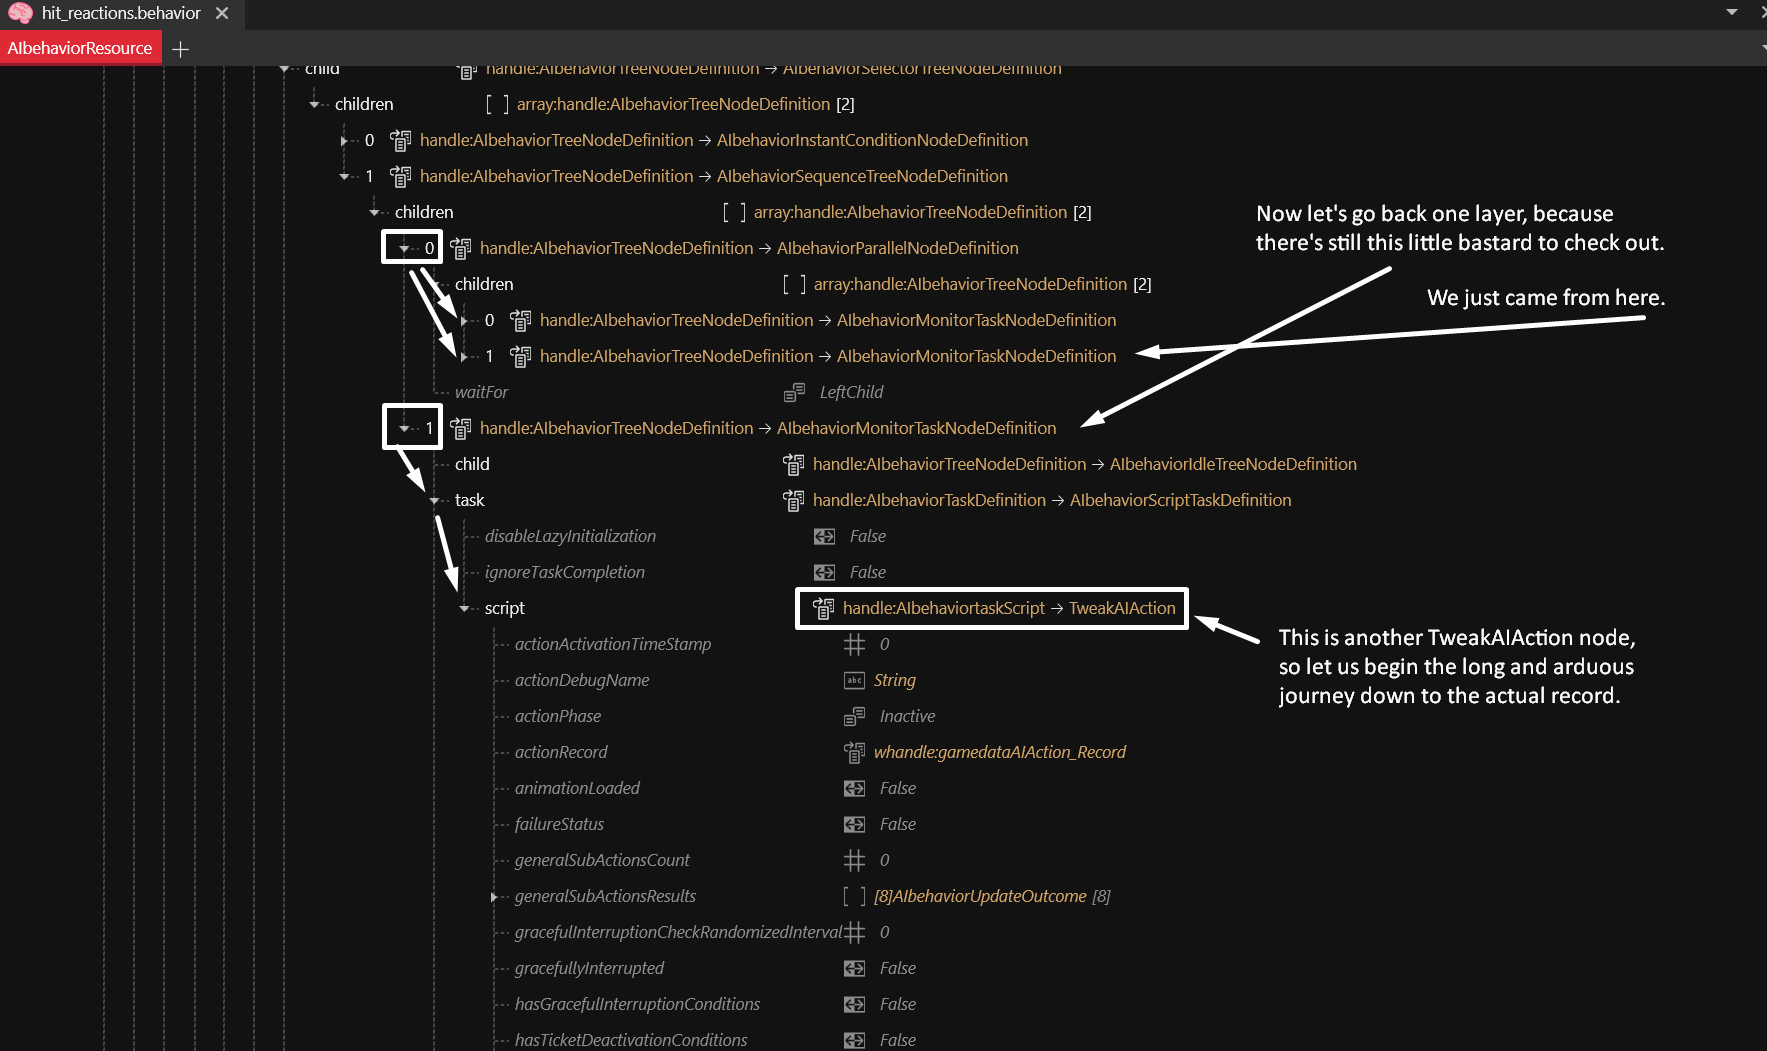 hit_reactions.behavior
AIbehaviorResource
child handle:AIbehaviorTreeNodeDefinition → AIbehaviorSelectorTreeNodeDefinition
children [ ] array:handle:AIbehaviorTreeNodeDefinition [2]
0 handle:AIbehaviorTreeNodeDefinition → AIbehaviorInstantConditionNodeDefinition
1 handle:AIbehaviorTreeNodeDefinition → AIbehaviorSequenceTreeNodeDefinition
children [ ] array:handle:AIbehaviorTreeNodeDefinition [2]
Now let's go back one layer, because
there's still this little bastard to check out.
0 handle:AIbehaviorTreeNodeDefinition → AIbehaviorParallelNodeDefinition
children [ ] array:handle:AIbehaviorTreeNodeDefinition [2]
We just came from here.
0 handle:AIbehaviorTreeNodeDefinition → AIbehaviorMonitorTaskNodeDefinition
1 handle:AIbehaviorTreeNodeDefinition → AIbehaviorMonitorTaskNodeDefinition
waitFor LeftChild
1 handle:AIbehaviorTreeNodeDefinition → AIbehaviorMonitorTaskNodeDefinition
child handle:AIbehaviorTreeNodeDefinition → AIbehaviorIdleTreeNodeDefinition
task handle:AIbehaviorTaskDefinition → AIbehaviorScriptTaskDefinition
disableLazyInitialization False
ignoreTaskCompletion False
script handle:AIbehaviortaskScript → TweakAIAction
This is another TweakAIAction node,
so let us begin the long and arduous
journey down to the actual record.
actionActivationTimeStamp 0
actionDebugName abc String
actionPhase Inactive
actionRecord whandle:gamedataAIAction_Record
animationLoaded False
failureStatus False
generalSubActionsCount 0
generalSubActionsResults [ ] [8]AIbehaviorUpdateOutcome [8]
gracefulInterruptionCheckRandomizedInterval 0
gracefullyInterrupted False
hasGracefulInterruptionConditions False
hasTicketDeactivationConditions False